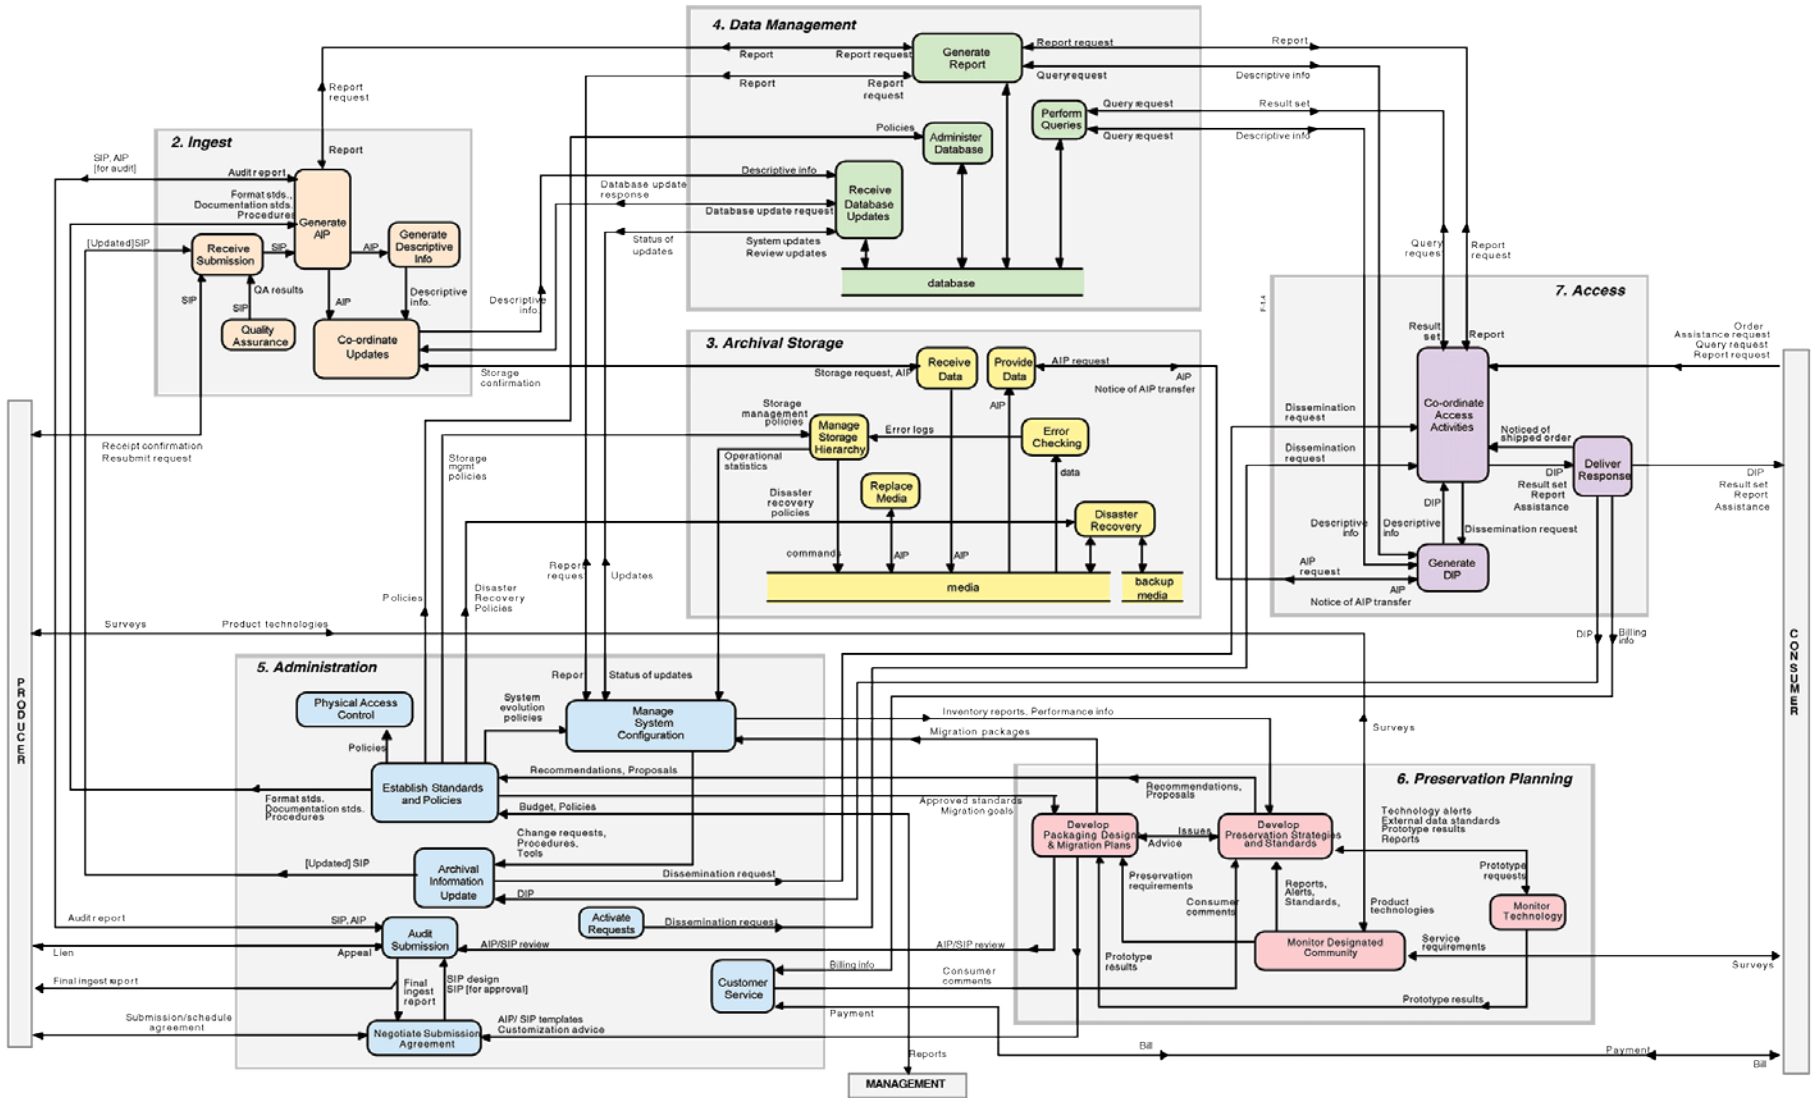 4. Data Management
Generate
Report
Report
Report request
Report request
Report
Report
Report
request
Queryrequest
Descriptive info
Perform
Queries
Query request
Result set
Query request
Descriptive info
Policies
Administer
Database
Descriptive info
Database update
response
Database update request
Receive
Database
Updates
Status of
updates
System updates
Review updates
database
Report
request
2. Ingest
Report
SIP, AIP
[for audit]
Audit report
Format stds.,
Documentation stds.
Procedures
Generate
AIP
[Updated]SIP
Receive
Submission
SIP
AIP
Generate
Descriptive
Info
SIP
QA results
SIP
AIP
Descriptive
info.
Quality
Assurance
Co-ordinate
Updates
Descriptive
info.
Storage
confirmation
3. Archival Storage
Receive
Data
Provide
Data
Storage request, AIP
AIP request
AIP
Notice of AIP transfer
AIP
Storage
management
policies
Manage
Storage
Hierarchy
Error logs
Error
Checking
Operational
statistics
data
Replace
Media
Disaster
recovery
policies
Disaster
Recovery
commands
AIP
AIP
media
backup
media
Storage
mgmt
policies
Receipt confirmation
Resubmit request
Query
request
Report
request
F-1.4
7. Access
Result
set
Report
Order
Assistance request
Query request
Report request
Co-ordinate
Access
Activities
Dissemination
request
Dissemination
request
Noticed of
shipped order
Deliver
Response
DIP
Result set
Report
Assistance
DIP
Result set
Report
Assistance
DIP
Descriptive
info
Descriptive
info
Dissemination request
Generate
DIP
AIP
request
AIP
Notice of AIP transfer
DIP
Billing
info
Report
request
Updates
Policies
Disaster
Recovery
Policies
Surveys
Product technologies
PRODUCER
CONSUMER
5. Administration
Repor
Status of updates
Physical Access
Control
System
evolution
policies
Manage
System
Configuration
Policies
Inventory reports, Performance info
Migration packages
Surveys
Establish Standards
and Policies
Recommendations, Proposals
Budget, Policies
Format stds.
Documentation stds.
Procedures
Change requests,
Procedures,
Tools
Approved standards
Migration goals
[Updated] SIP
Archival
Information
Update
Dissemination request
DIP
Activate
Requests
Dissemination request
Audit report
SIP, AIP
Audit
Submission
Lien
Appeal
AIP/SIP review
AIP/SIP review
Final ingest report
Final
ingest
report
SIP design
SIP [for approval]
Customer
Service
Billing info
Consumer
comments
Payment
Submission/schedule
agreement
Negotiate Submission
Agreement
AIP/ SIP templates
Customization advice
6. Preservation Planning
Recommendations,
Proposals
Develop
Packaging Design
& Migration Plans
Issues
Advice
Develop
Preservation Strategies
and Standards
Technology alerts
External data standards
Prototype results
Reports
Prototype
requests
Preservation
requirements
Consumer
comments
Reports,
Alerts,
Standards,
Product
technologies
Monitor
Technology
Monitor Designated
Community
Service
requirements
Surveys
Prototype
results
Prototype results
Reports
MANAGEMENT
Bill
Payment
Bill